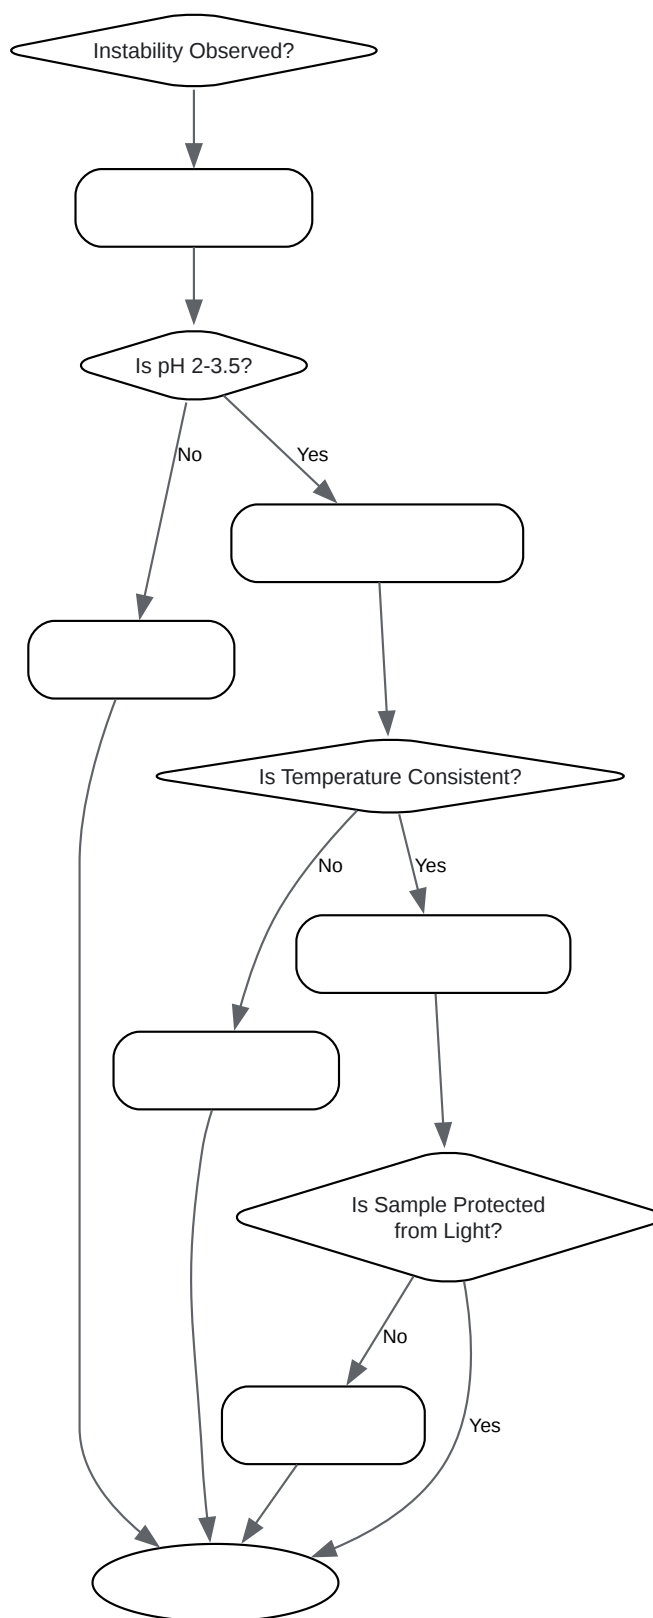 Instability Observed?
Is pH 2-3.5?
No
Yes
Is Temperature Consistent?
No
Yes
Is Sample Protected
from Light?
No
Yes